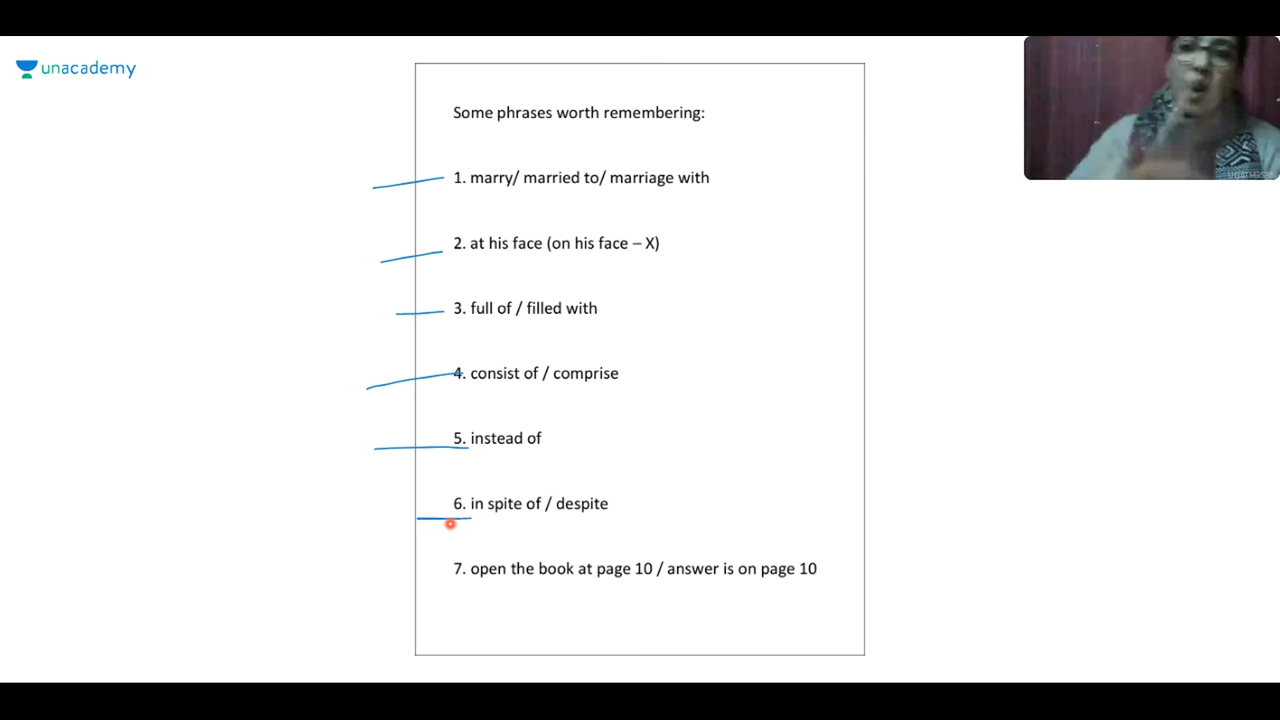 unacademy
Some phrases worth remembering:
1. marry/ married to/ marriage with
2. at his face (on his face – X)
3. full of / filled with
4. consist of / comprise
5. instead of
6. in spite of / despite
7. open the book at page 10 / answer is on page 10